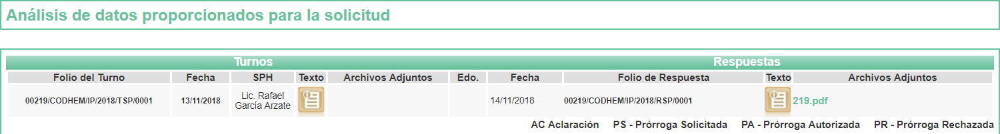 Análisis de datos proporcionados para la solicitud
Turnos Respuestas
Folio del Turno Fecha SPH Texto Archivos Adjuntos Edo. Fecha Folio de Respuesta Texto Archivos Adjuntos
00219/CODHEM/IP/2018/TSP/0001 13/11/2018 Lic. Rafael García Arzate 14/11/2018 00219/CODHEM/IP/2018/RSP/0001 219.pdf
AC Aclaración PS - Prórroga Solicitada PA - Prórroga Autorizada PR - Prórroga Rechazada